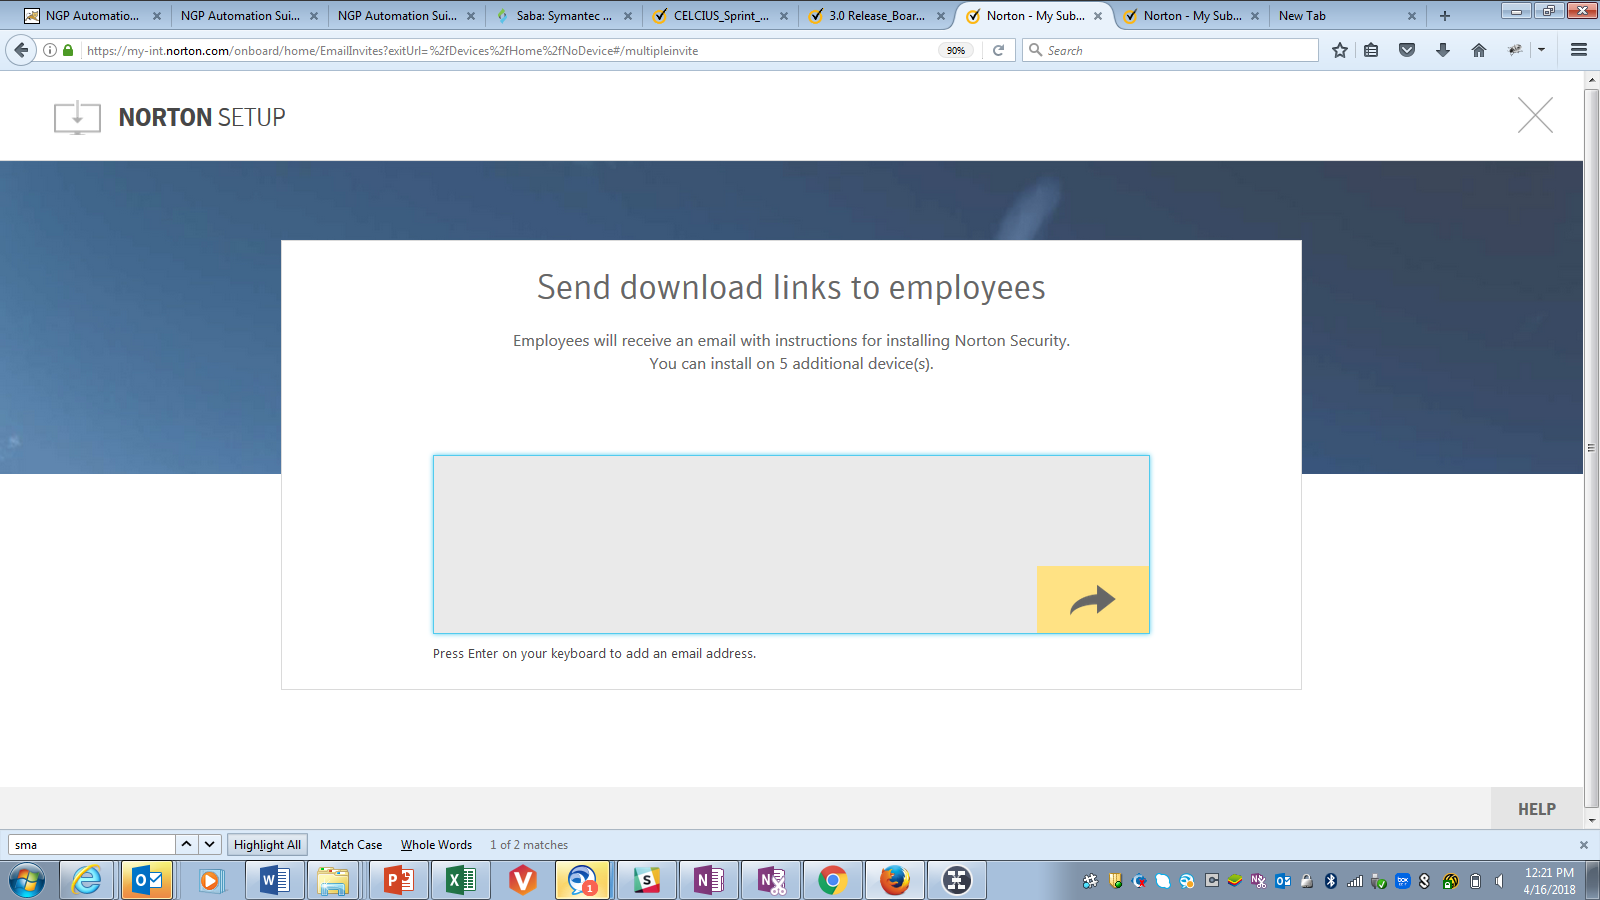 NGP Automatio...
NGP Automation Sui...
NGP Automation Sui...
Saba: Symantec ...
CELCIUS_Sprint_...
3.0 Release_Boar...
Norton - My Sub...
Norton - My Sub...
New Tab
https://my-int.norton.com/onboard/home/EmailInvites?exitUrl=%2fDevices%2fHome%2fNoDevice#/multipleinvite
90%
Search
NORTON SETUP
Send download links to employees
Employees will receive an email with instructions for installing Norton Security.
You can install on 5 additional device(s).
Press Enter on your keyboard to add an email address.
HELP
sma
Highlight All
Match Case
Whole Words
1 of 2 matches
12:21 PM
4/16/2018